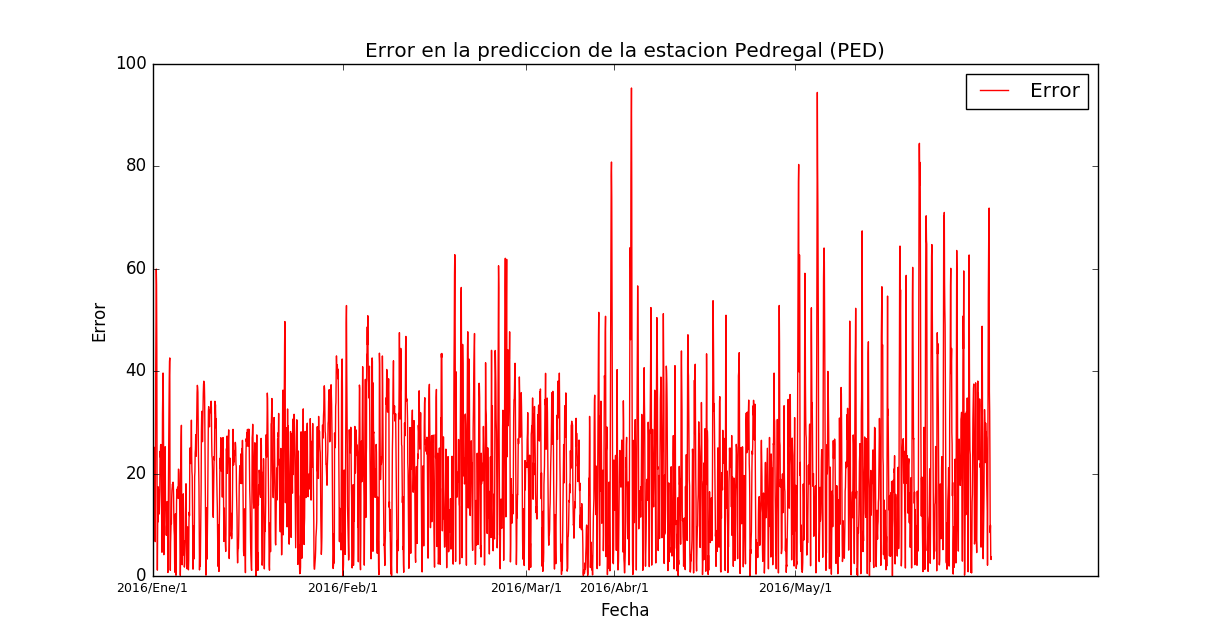 Error en la prediccion de la estacion Pedregal (PED)
Error
100
80
60
40
20
0
Error
2016/Ene/1
2016/Feb/1
2016/Mar/1
2016/Abr/1
2016/May/1
Fecha